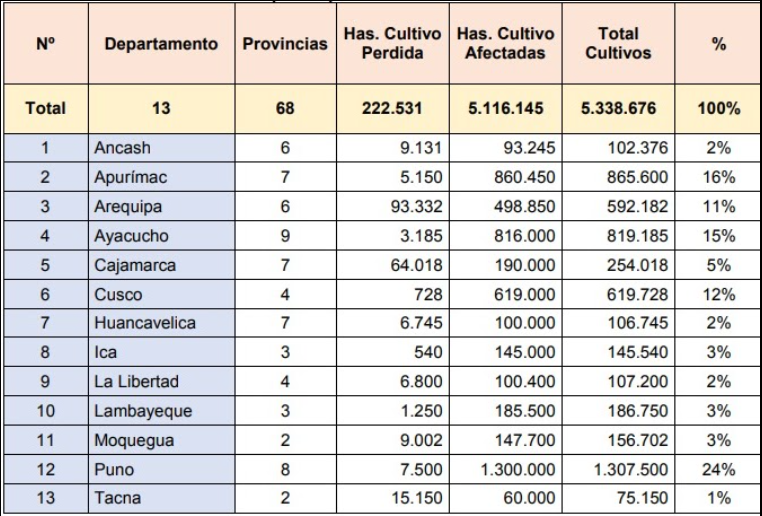 Nº Departamento Provincias Has. Cultivo Perdida Has. Cultivo Afectadas Total Cultivos %
Total 13 68 222.531 5.116.145 5.338.676 100%
1 Ancash 6 9.131 93.245 102.376 2%
2 Apurímac 7 5.150 860.450 865.600 16%
3 Arequipa 6 93.332 498.850 592.182 11%
4 Ayacucho 9 3.185 816.000 819.185 15%
5 Cajamarca 7 64.018 190.000 254.018 5%
6 Cusco 4 728 619.000 619.728 12%
7 Huancavelica 7 6.745 100.000 106.745 2%
8 Ica 3 540 145.000 145.540 3%
9 La Libertad 4 6.800 100.400 107.200 2%
10 Lambayeque 3 1.250 185.500 186.750 3%
11 Moquegua 2 9.002 147.700 156.702 3%
12 Puno 8 7.500 1.300.000 1.307.500 24%
13 Tacna 2 15.150 60.000 75.150 1%